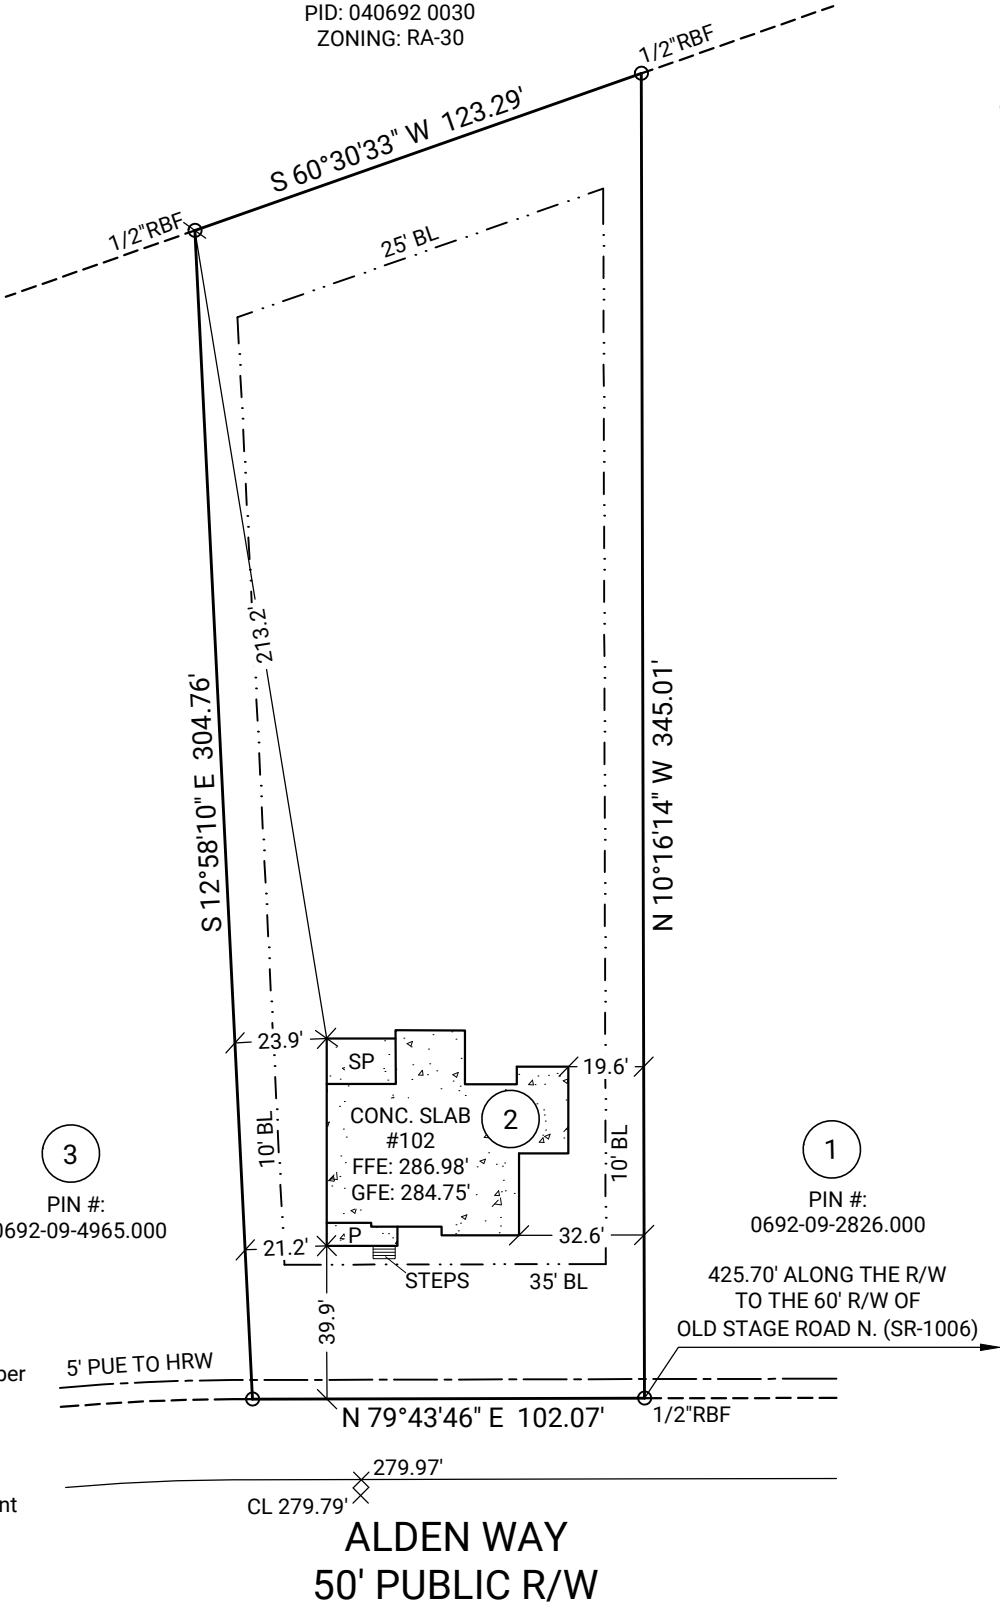 PID: 040692 0030
ZONING: RA-30
1/2"RBF
S 60°30'33" W 123.29'
1/2"RBF
25' BL
213.2'
S 12°58'10" E 304.76'
N 10°16'14" W 345.01'
23.9'
SP
19.6'
CONC. SLAB
#102
FFE: 286.98'
GFE: 284.75'
2
10' BL
10' BL
3
PIN #:
0692-09-4965.000
1
PIN #:
0692-09-2826.000
P
21.2'
32.6'
STEPS
35' BL
39.9'
425.70' ALONG THE R/W
TO THE 60' R/W OF
OLD STAGE ROAD N. (SR-1006)
5' PUE TO HRW
N 79°43'46" E 102.07'
1/2"RBF
279.97'
CL 279.79'
ALDEN WAY
50' PUBLIC R/W